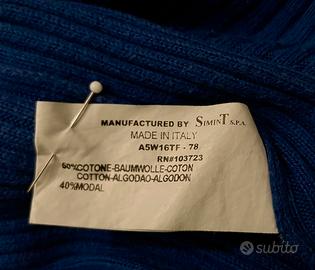 MANUFACTURED BY SIMINT S.P.A.
MADE IN ITALY
A5W16TF - 78
RN#103723
60%COTONE-BAUMWOLLE-COTON
COTTON-ALGODAO-ALGODON
40%MODAL
subito